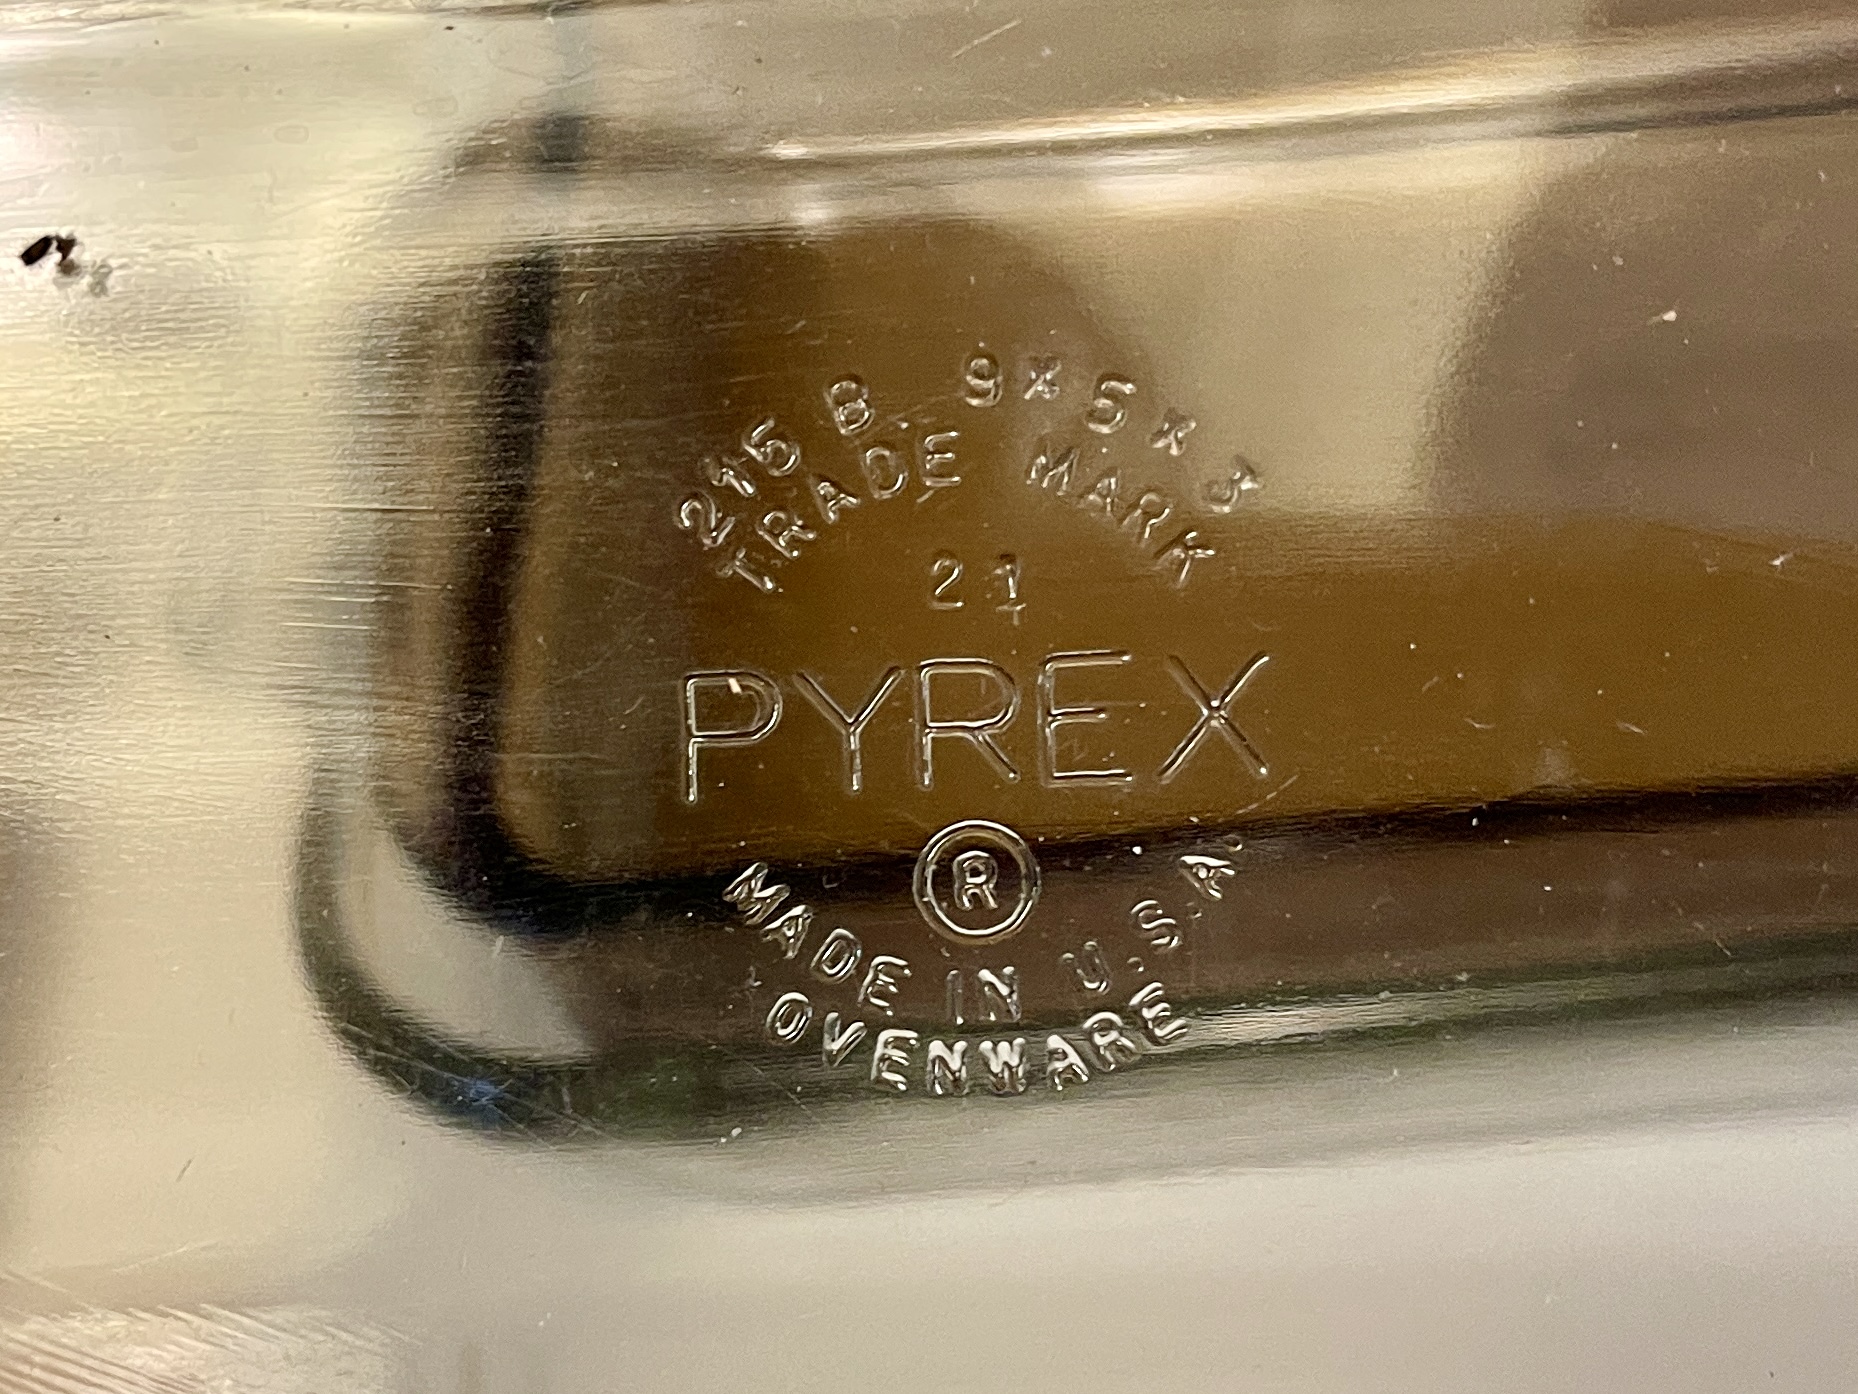 215 B 9 x 5 x 3
TRADE MARK
21
PYREX
®
MADE IN U.S.A.
OVENWARE